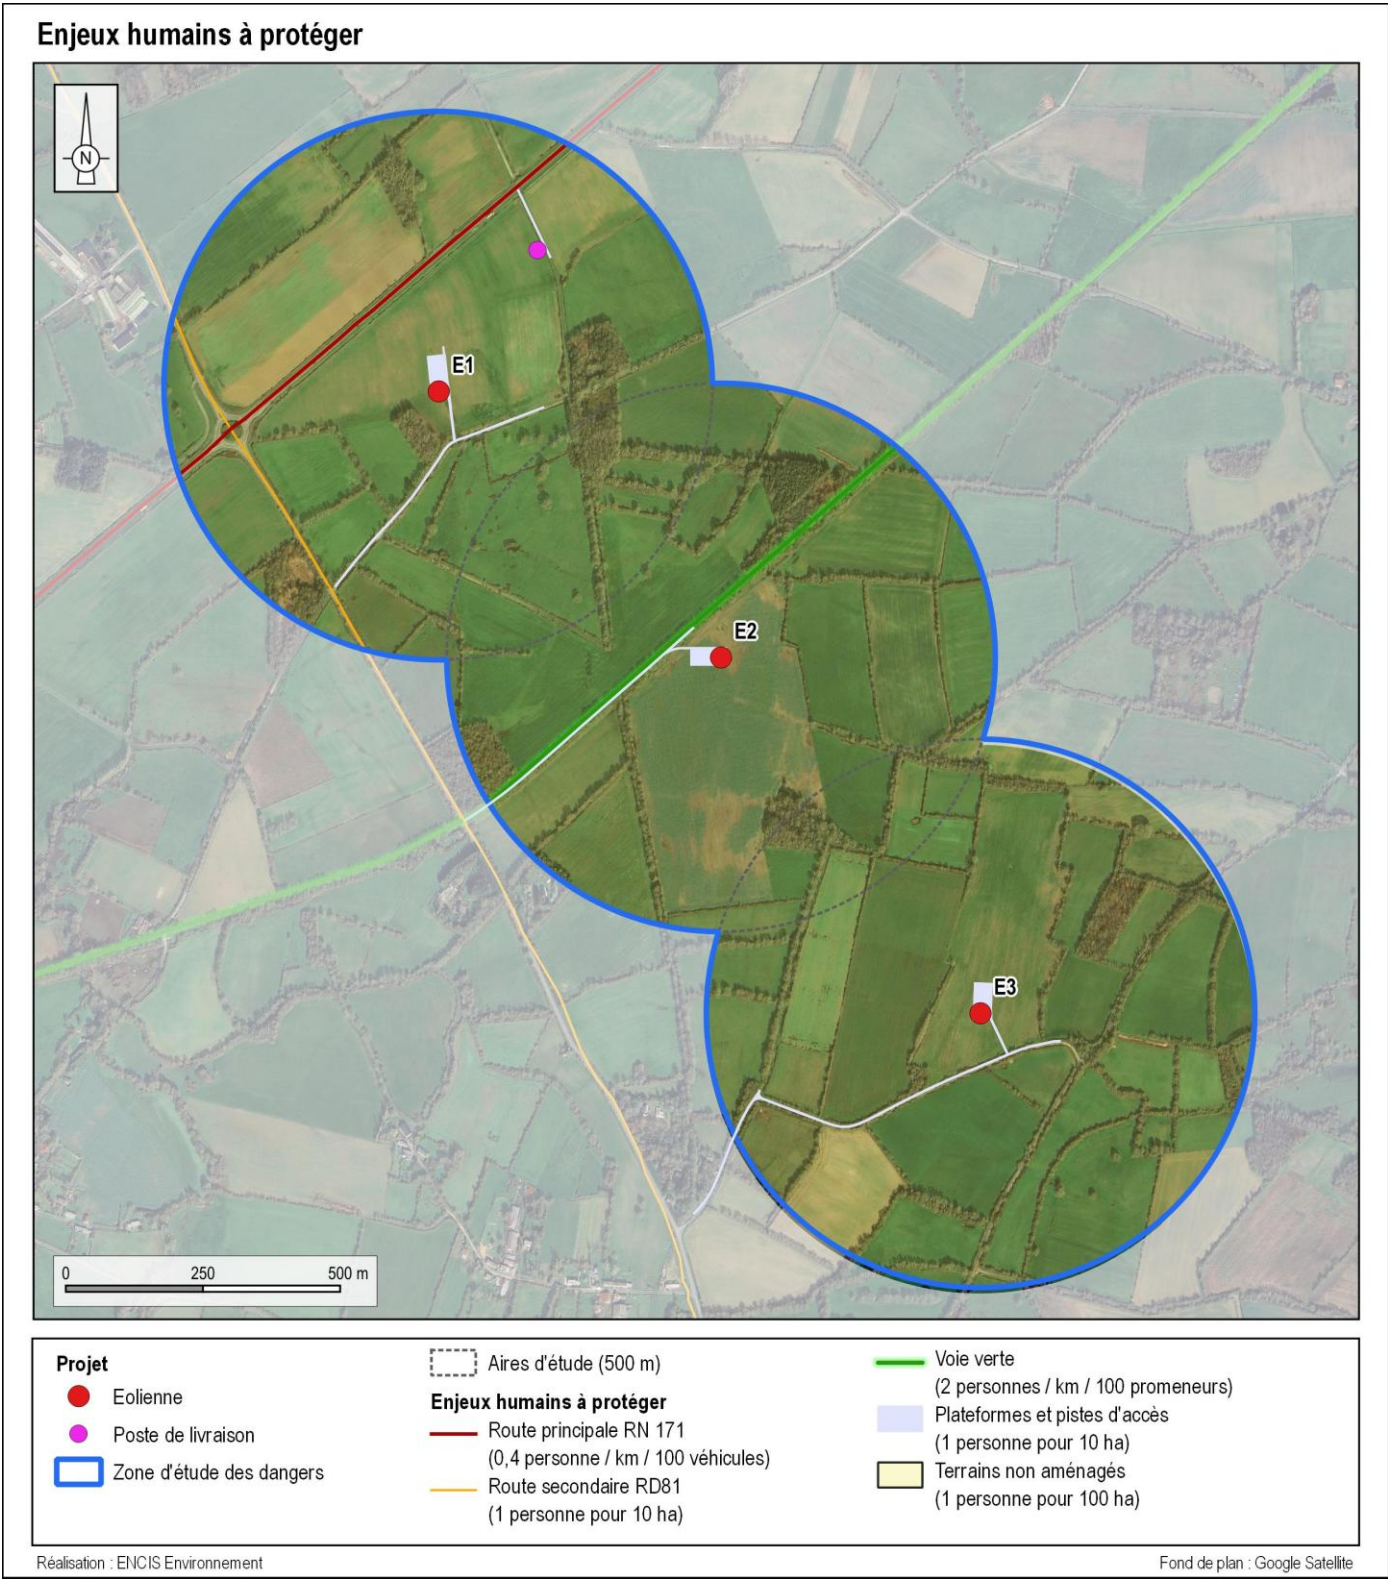 Enjeux humains à protéger
N
E1
E2
E3
0 250 500 m
Projet
Eolienne
Poste de livraison
Zone d'étude des dangers
Aires d'étude (500 m)
Enjeux humains à protéger
Route principale RN 171
(0,4 personne / km / 100 véhicules)
Route secondaire RD81
(1 personne pour 10 ha)
Voie verte
(2 personnes / km / 100 promeneurs)
Plateformes et pistes d'accès
(1 personne pour 10 ha)
Terrains non aménagés
(1 personne pour 100 ha)
Réalisation : ENCIS Environnement
Fond de plan : Google Satellite